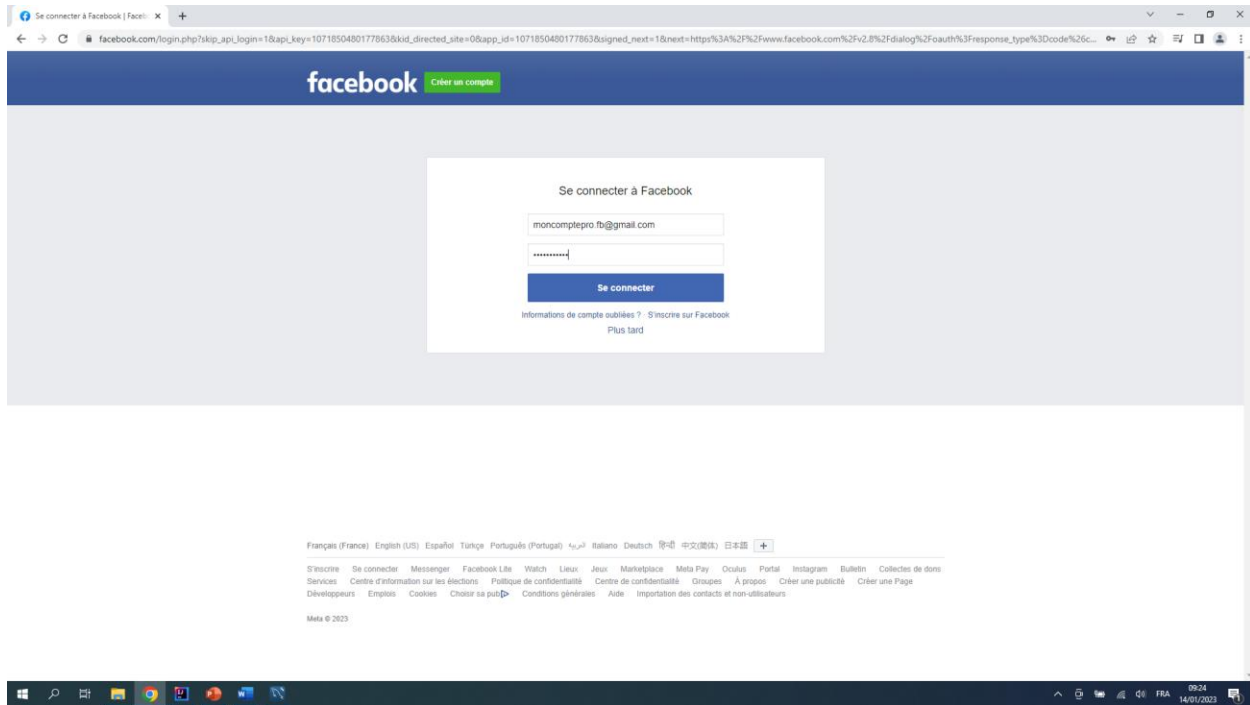 Se connecter à Facebook | Faceb
facebook.com/login.php?skip_api_login=1&api_key=1071850480177863&kid_directed_site=0&app_id=1071850480177863&signed_next=1&next=https%3A%2F%2Fwww.facebook.com%2Fv2.8%2Fdialog%2Foauth%3Fresponse_type%3Dcode%26c...
facebook Créer un compte
Se connecter à Facebook
moncomptepro.fb@gmail.com
•••••••••••
Se connecter
Informations de compte oubliées ? · S'inscrire sur Facebook
Plus tard
Français (France) English (US) Español Türkçe Português (Portugal) العربية Italiano Deutsch हिन्दी 中文(简体) 日本語 +
S'inscrire Se connecter Messenger Facebook Lite Watch Lieux Jeux Marketplace Meta Pay Oculus Portal Instagram Bulletin Collectes de dons
Services Centre d'information sur les élections Politique de confidentialité Centre de confidentialité Groupes À propos Créer une publicité Créer une Page
Développeurs Emplois Cookies Choisir sa pub Conditions générales Aide Importation des contacts et non-utilisateurs
Meta © 2023
FRA 09:24
14/01/2023